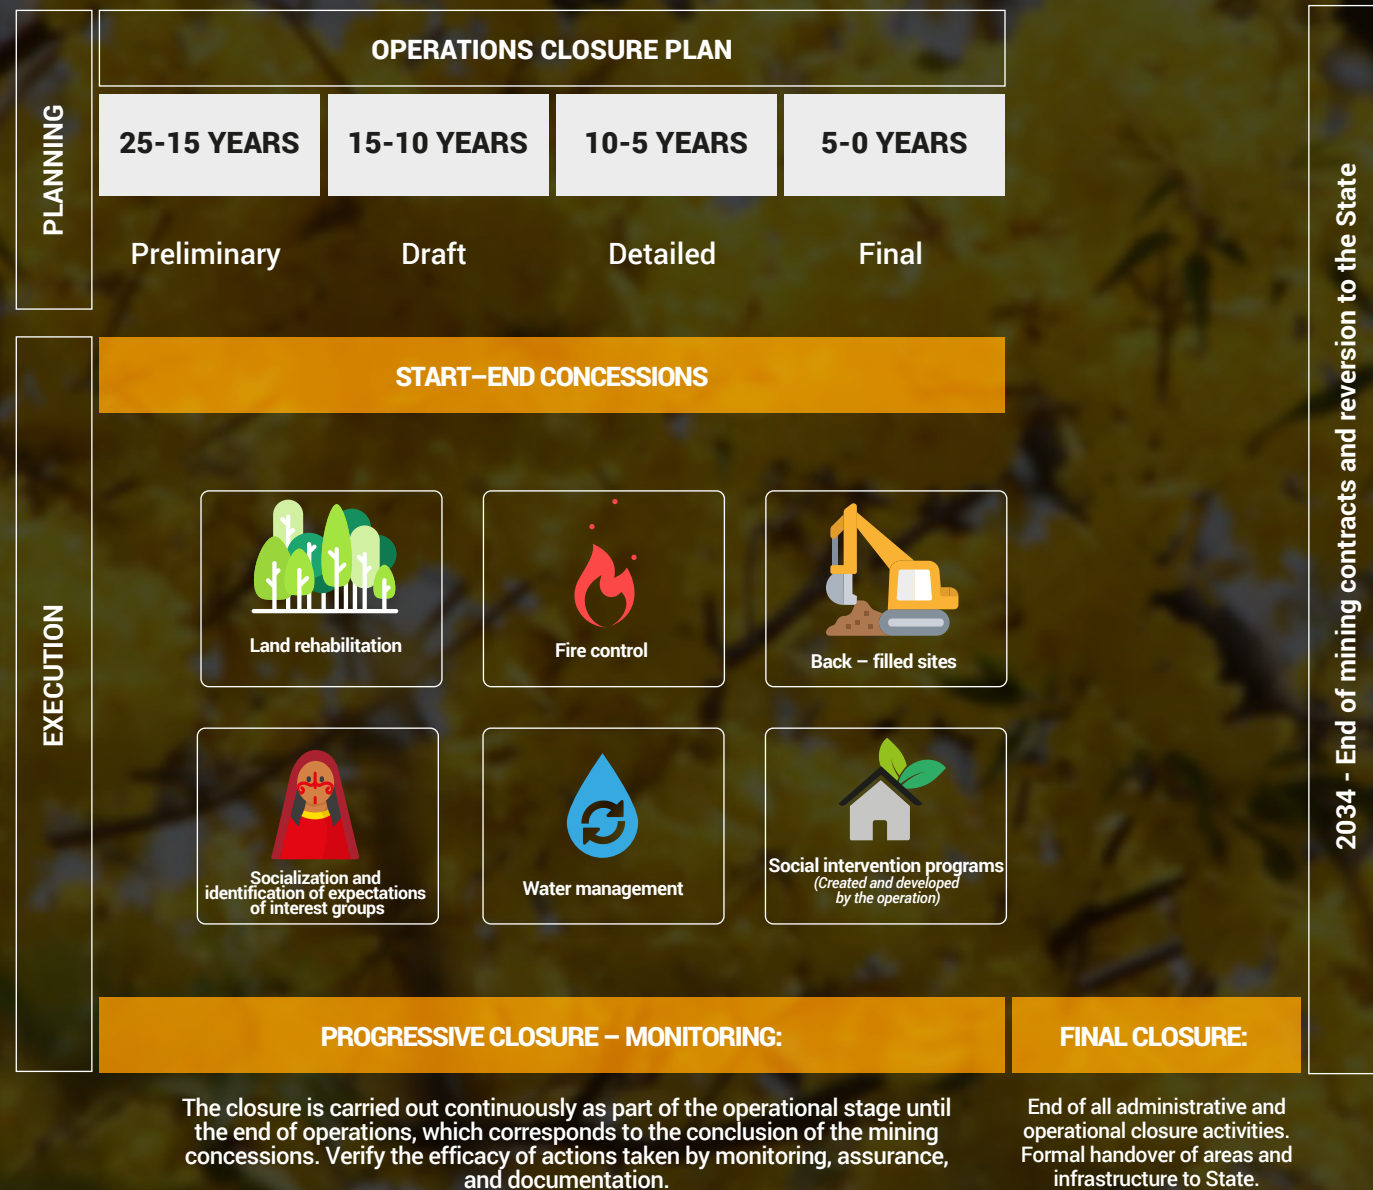 PLANNING
OPERATIONS CLOSURE PLAN
25-15 YEARS
15-10 YEARS
10-5 YEARS
5-0 YEARS
Preliminary
Draft
Detailed
Final
EXECUTION
START–END CONCESSIONS
Land rehabilitation
Fire control
Back – filled sites
Socialization and
identification of expectations
of interest groups
Water management
Social intervention programs
(Created and developed
by the operation)
PROGRESSIVE CLOSURE – MONITORING:
The closure is carried out continuously as part of the operational stage until
the end of operations, which corresponds to the conclusion of the mining
concessions. Verify the efficacy of actions taken by monitoring, assurance,
and documentation.
FINAL CLOSURE:
End of all administrative and
operational closure activities.
Formal handover of areas and
infrastructure to State.
2034 - End of mining contracts and reversion to the State